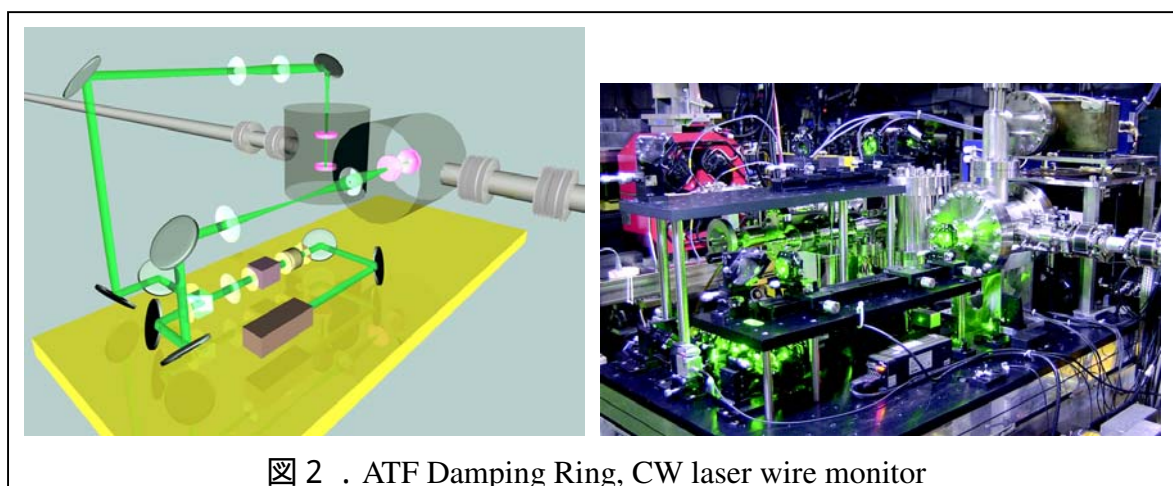 図２．ATF Damping Ring, CW laser wire monitor